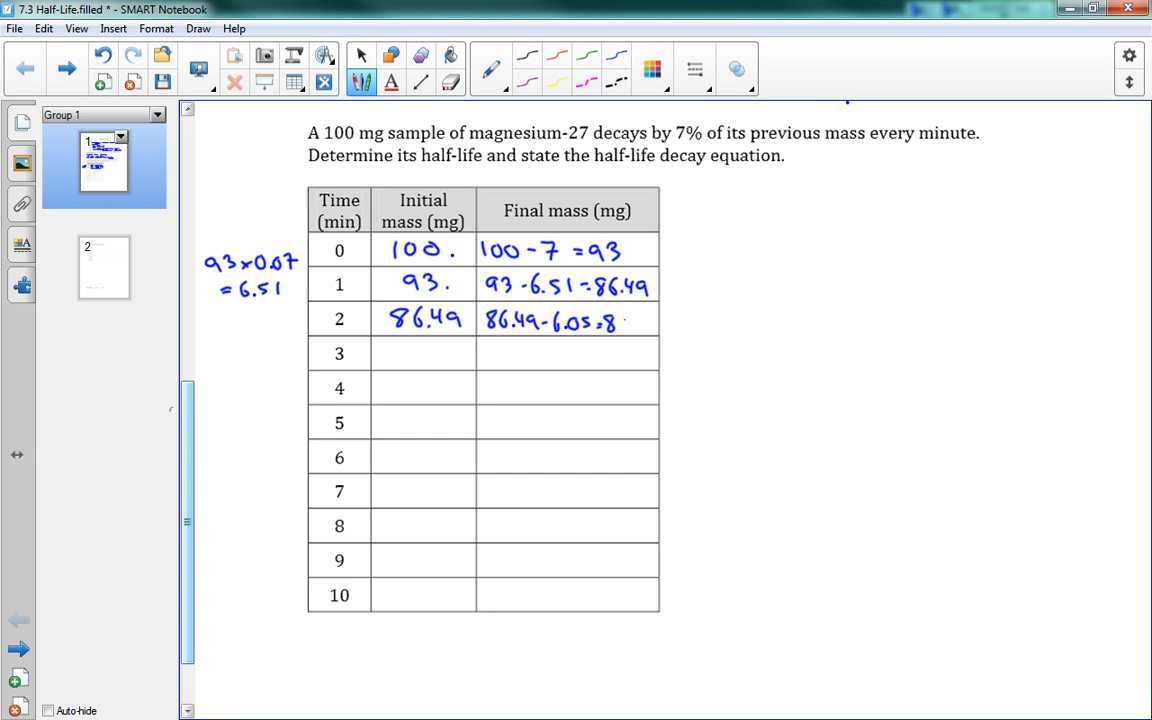 7.3 Half-Life.filled * - SMART Notebook
File Edit View Insert Format Draw Help
Group 1
1
2
Auto-hide
A 100 mg sample of magnesium-27 decays by 7% of its previous mass every minute.
Determine its half-life and state the half-life decay equation.
Time (min) Initial mass (mg) Final mass (mg)
0 100. 100 - 7 = 93
93 x 0.07
= 6.51
1 93. 93 - 6.51 = 86.49
2 86.49 86.49 - 6.05 = 8
3
4
5
6
7
8
9
10